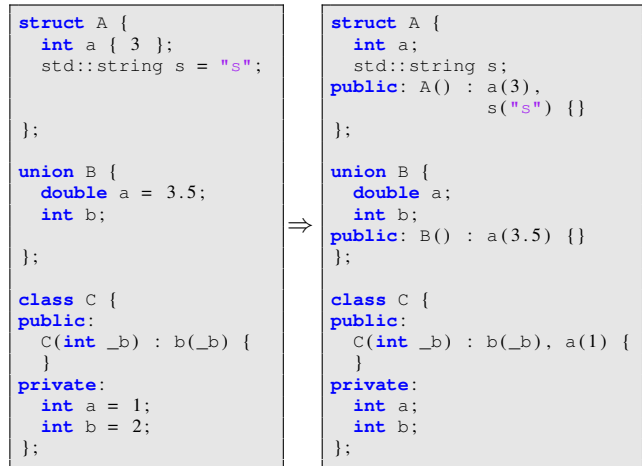 struct A {
  int a { 3 };
  std::string s = "s";
};
union B {
  double a = 3.5;
  int b;
};
class C {
public:
  C(int _b) : b(_b) {
  }
private:
  int a = 1;
  int b = 2;
};
⇒
struct A {
  int a;
  std::string s;
public: A() : a(3),
              s("s") {}
};
union B {
  double a;
  int b;
public: B() : a(3.5) {}
};
class C {
public:
  C(int _b) : b(_b), a(1) {
  }
private:
  int a;
  int b;
};